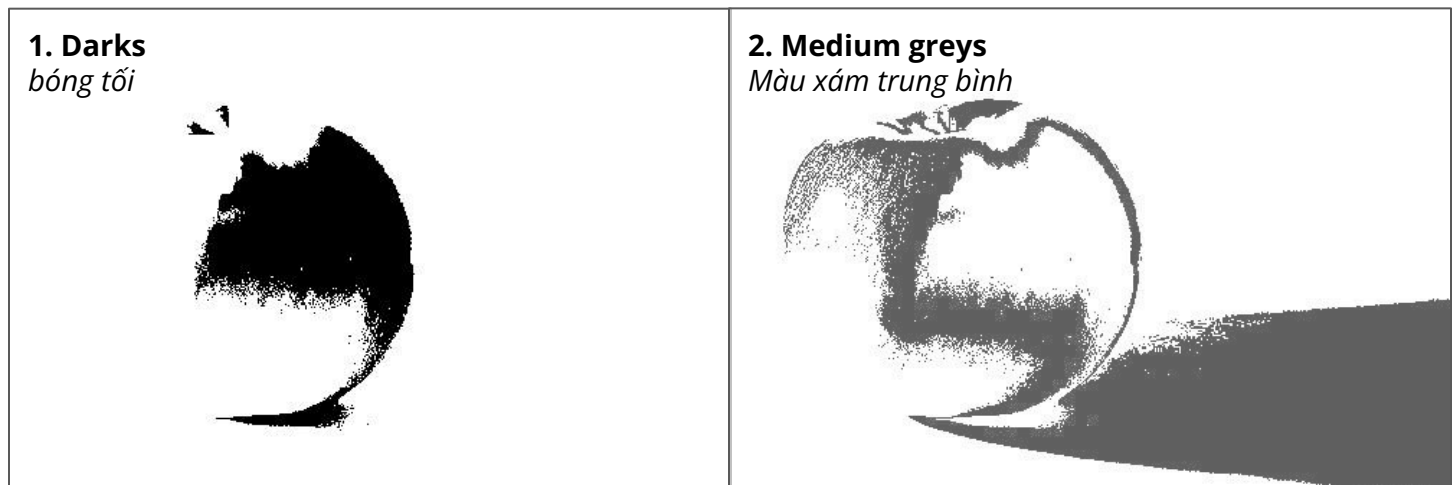 1. Darks
bóng tối
2. Medium greys
Màu xám trung bình